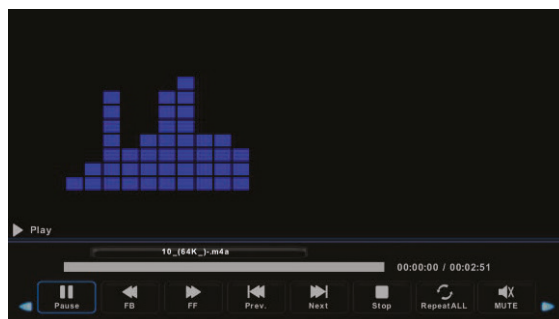 Play
10_(64K_)-.m4a
00:00:00 / 00:02:51
Pause FB FF Prev. Next Stop RepeatALL MUTE